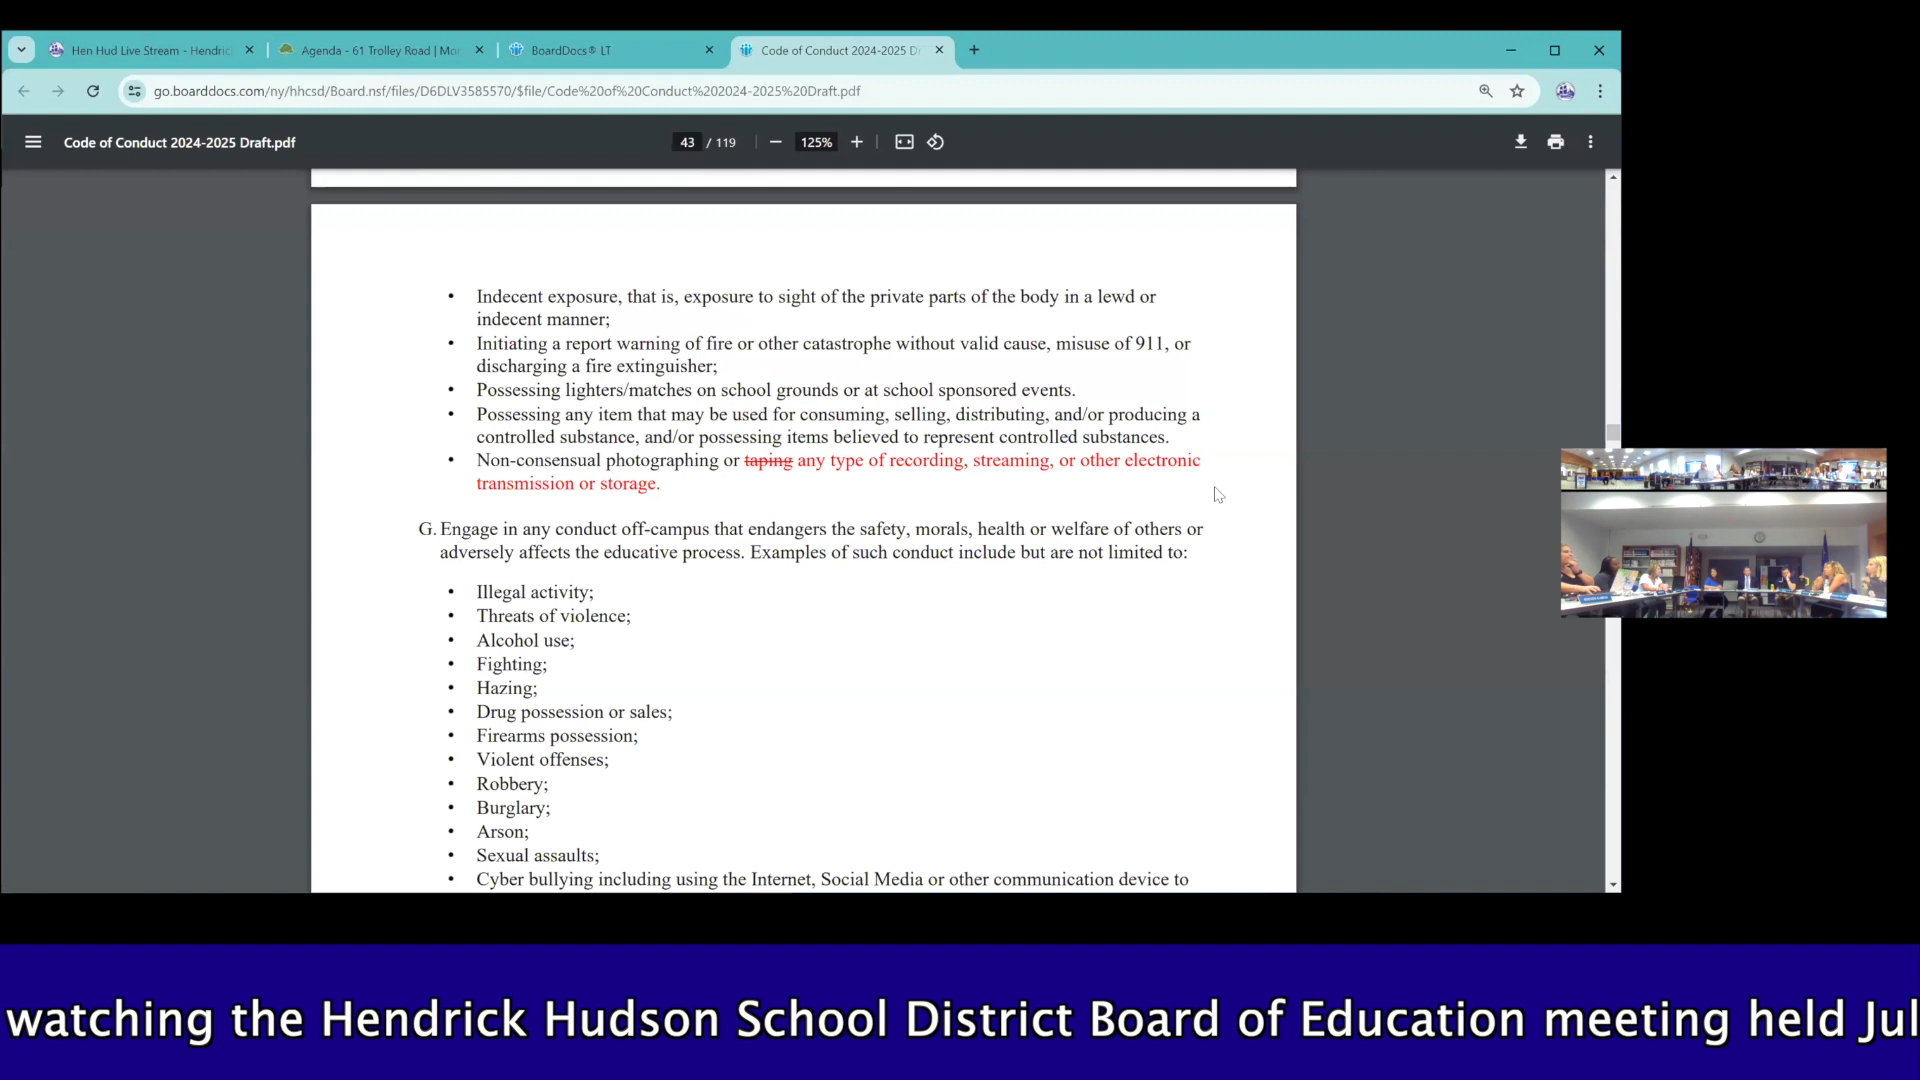 Hen Hud Live Stream - Hendric
Agenda - 61 Trolley Road | Mo
BoardDocs® LT
Code of Conduct 2024-2025 D
go.boarddocs.com/ny/hhcsd/Board.nsf/files/D6DLV3585570/$file/Code%20of%20Conduct%202024-2025%20Draft.pdf
Code of Conduct 2024-2025 Draft.pdf
43 / 119
125%
• Indecent exposure, that is, exposure to sight of the private parts of the body in a lewd or
indecent manner;
• Initiating a report warning of fire or other catastrophe without valid cause, misuse of 911, or
discharging a fire extinguisher;
• Possessing lighters/matches on school grounds or at school sponsored events.
• Possessing any item that may be used for consuming, selling, distributing, and/or producing a
controlled substance, and/or possessing items believed to represent controlled substances.
• Non-consensual photographing or taping any type of recording, streaming, or other electronic
transmission or storage.
G. Engage in any conduct off-campus that endangers the safety, morals, health or welfare of others or
adversely affects the educative process. Examples of such conduct include but are not limited to:
• Illegal activity;
• Threats of violence;
• Alcohol use;
• Fighting;
• Hazing;
• Drug possession or sales;
• Firearms possession;
• Violent offenses;
• Robbery;
• Burglary;
• Arson;
• Sexual assaults;
• Cyber bullying including using the Internet, Social Media or other communication device to
watching the Hendrick Hudson School District Board of Education meeting held Jul